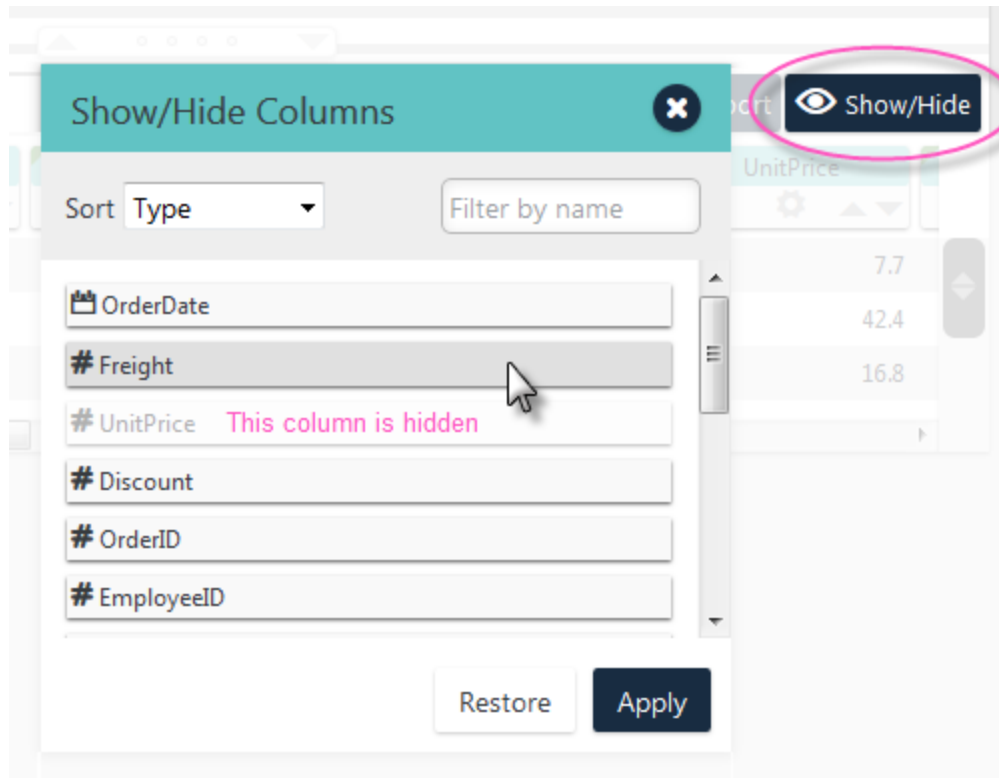 Show/Hide Columns
Show/Hide
UnitPrice
Sort Type
Filter by name
7.7
42.4
16.8
OrderDate
# Freight
# UnitPrice This column is hidden
# Discount
# OrderID
# EmployeeID
Restore
Apply